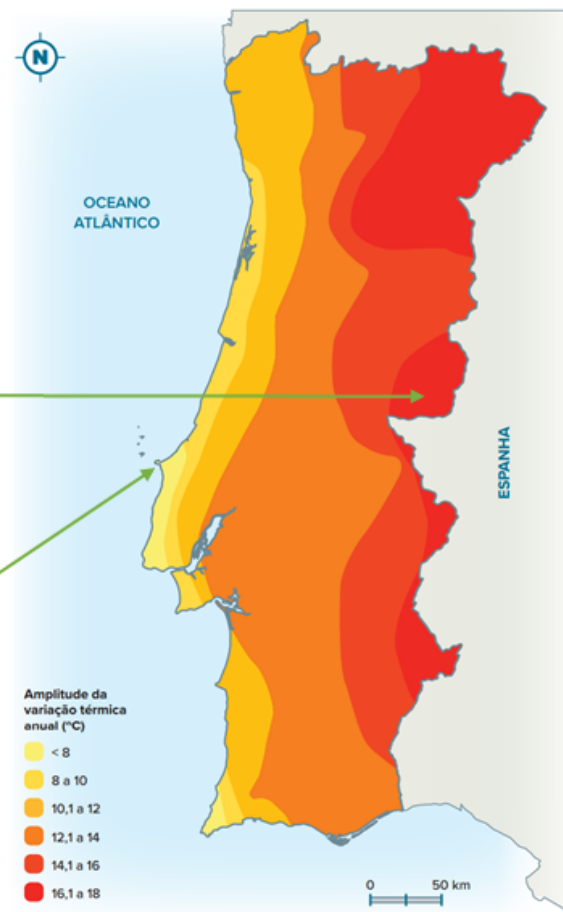 N
OCEANO
ATLÂNTICO
ESPANHA
Amplitude da
variação térmica
anual (°C)
< 8
8 a 10
10,1 a 12
12,1 a 14
14,1 a 16
16,1 a 18
0 50 km